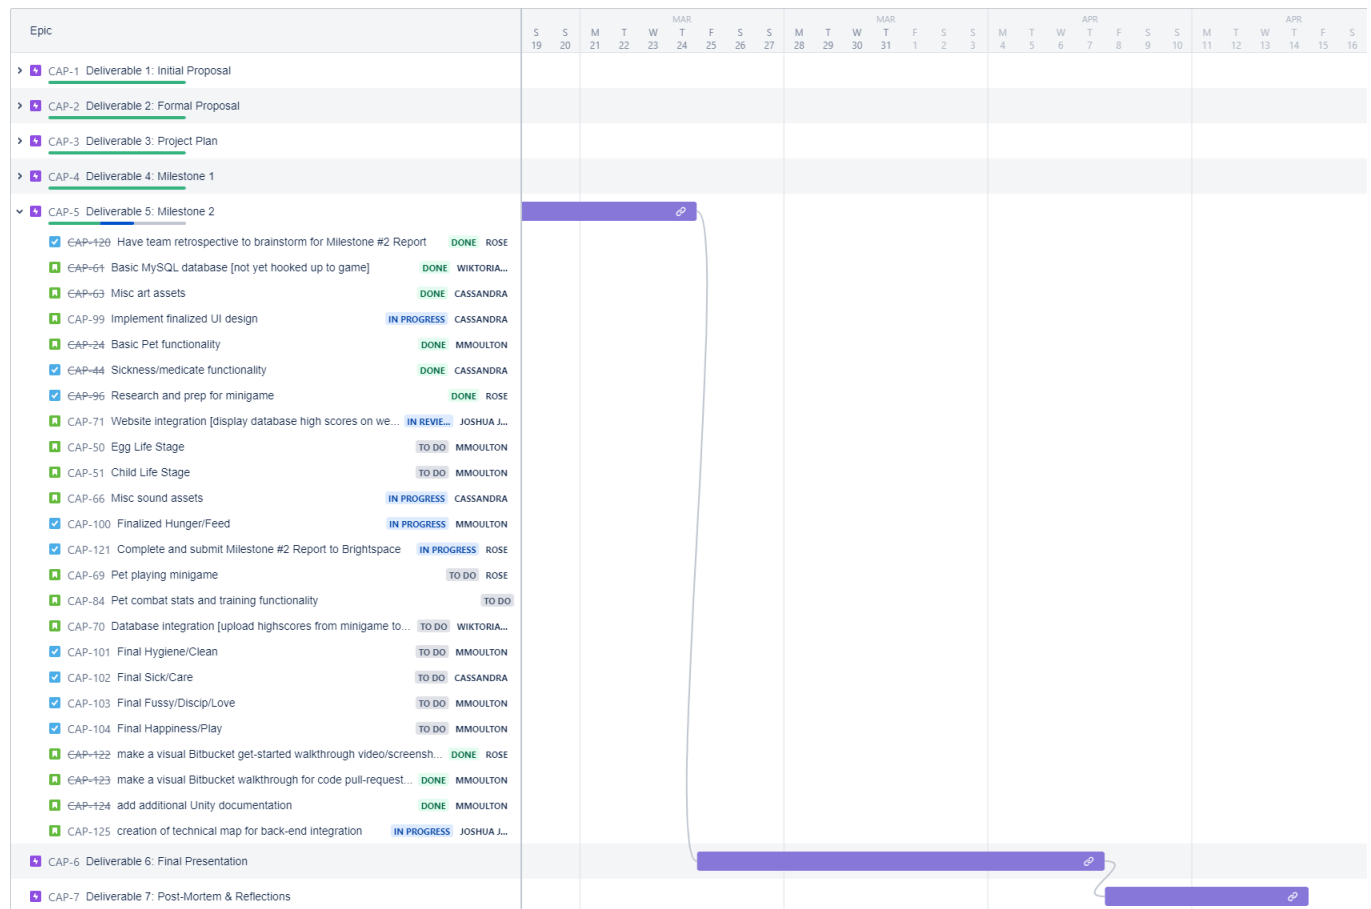 Epic
MAR MAR APR APR
S S M T W T F S S M T W T F S S M T W T F S S M T W T F S
19 20 21 22 23 24 25 26 27 28 29 30 31 1 2 3 4 5 6 7 8 9 10 11 12 13 14 15 16
CAP-1 Deliverable 1: Initial Proposal
CAP-2 Deliverable 2: Formal Proposal
CAP-3 Deliverable 3: Project Plan
CAP-4 Deliverable 4: Milestone 1
CAP-5 Deliverable 5: Milestone 2
CAP-120 Have team retrospective to brainstorm for Milestone #2 Report DONE ROSE
CAP-61 Basic MySQL database [not yet hooked up to game] DONE WIKTORIA...
CAP-63 Misc art assets DONE CASSANDRA
CAP-99 Implement finalized UI design IN PROGRESS CASSANDRA
CAP-24 Basic Pet functionality DONE MMOULTON
CAP-44 Sickness/medicate functionality DONE CASSANDRA
CAP-96 Research and prep for minigame DONE ROSE
CAP-71 Website integration [display database high scores on we... IN REVIE... JOSHUA J...
CAP-50 Egg Life Stage TO DO MMOULTON
CAP-51 Child Life Stage TO DO MMOULTON
CAP-66 Misc sound assets IN PROGRESS CASSANDRA
CAP-100 Finalized Hunger/Feed IN PROGRESS MMOULTON
CAP-121 Complete and submit Milestone #2 Report to Brightspace IN PROGRESS ROSE
CAP-69 Pet playing minigame TO DO ROSE
CAP-84 Pet combat stats and training functionality TO DO
CAP-70 Database integration [upload highscores from minigame to... TO DO WIKTORIA...
CAP-101 Final Hygiene/Clean TO DO MMOULTON
CAP-102 Final Sick/Care TO DO CASSANDRA
CAP-103 Final Fussy/Discip/Love TO DO MMOULTON
CAP-104 Final Happiness/Play TO DO MMOULTON
CAP-122 make a visual Bitbucket get-started walkthrough video/screensh... DONE ROSE
CAP-123 make a visual Bitbucket walkthrough for code pull-request... DONE MMOULTON
CAP-124 add additional Unity documentation DONE MMOULTON
CAP-125 creation of technical map for back-end integration IN PROGRESS JOSHUA J...
CAP-6 Deliverable 6: Final Presentation
CAP-7 Deliverable 7: Post-Mortem & Reflections